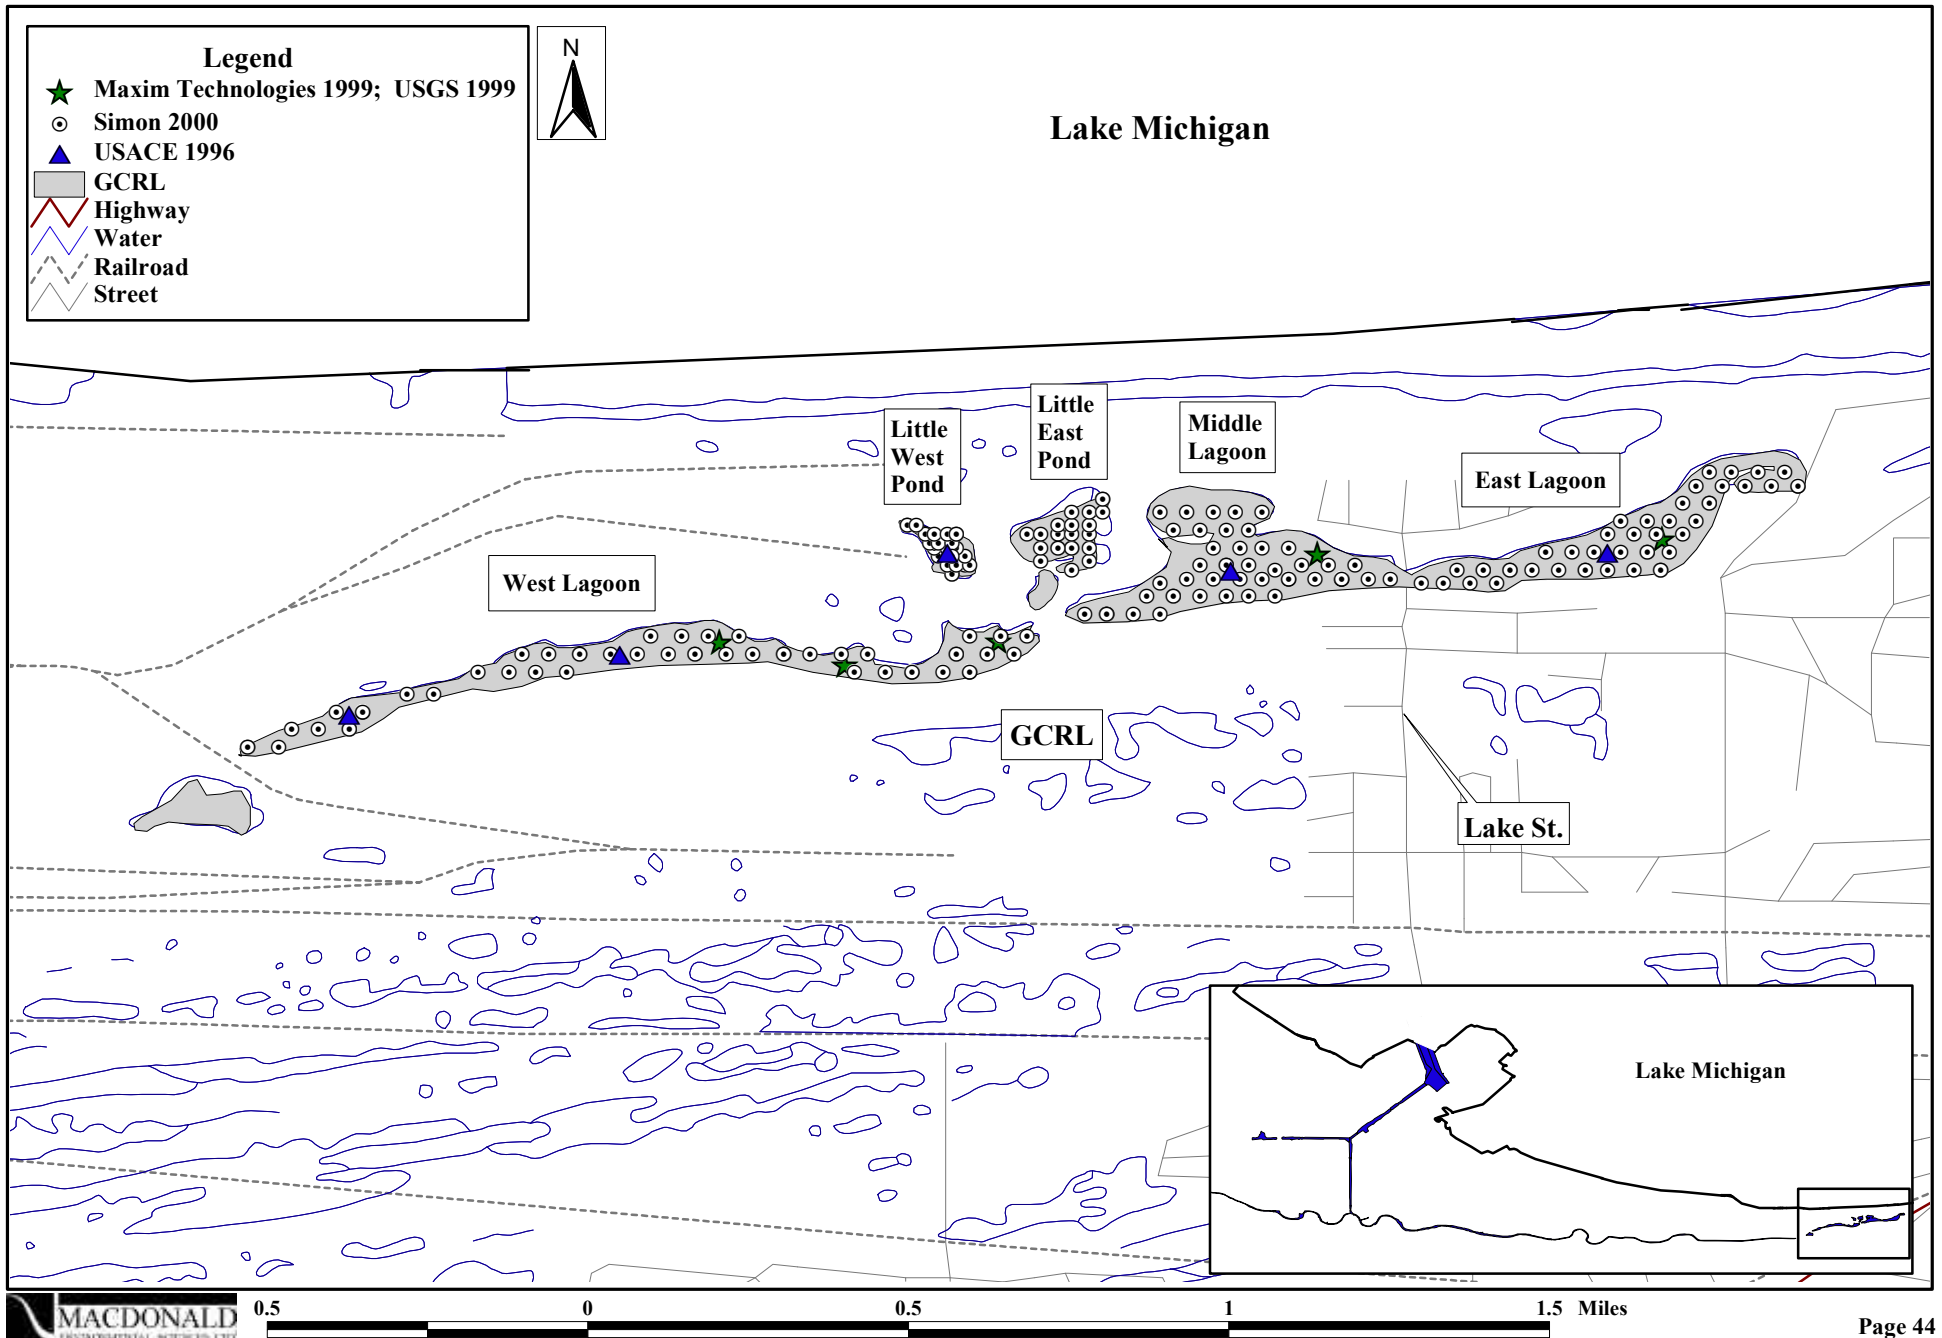 Legend
Maxim Technologies 1999; USGS 1999
Simon 2000
USACE 1996
GCRL
Highway
Water
Railroad
Street
N
Lake Michigan
Little
West
Pond
Little
East
Pond
Middle
Lagoon
East Lagoon
West Lagoon
GCRL
Lake St.
Lake Michigan
MACDONALD
0.5 0 0.5 1 1.5 Miles
Page 44